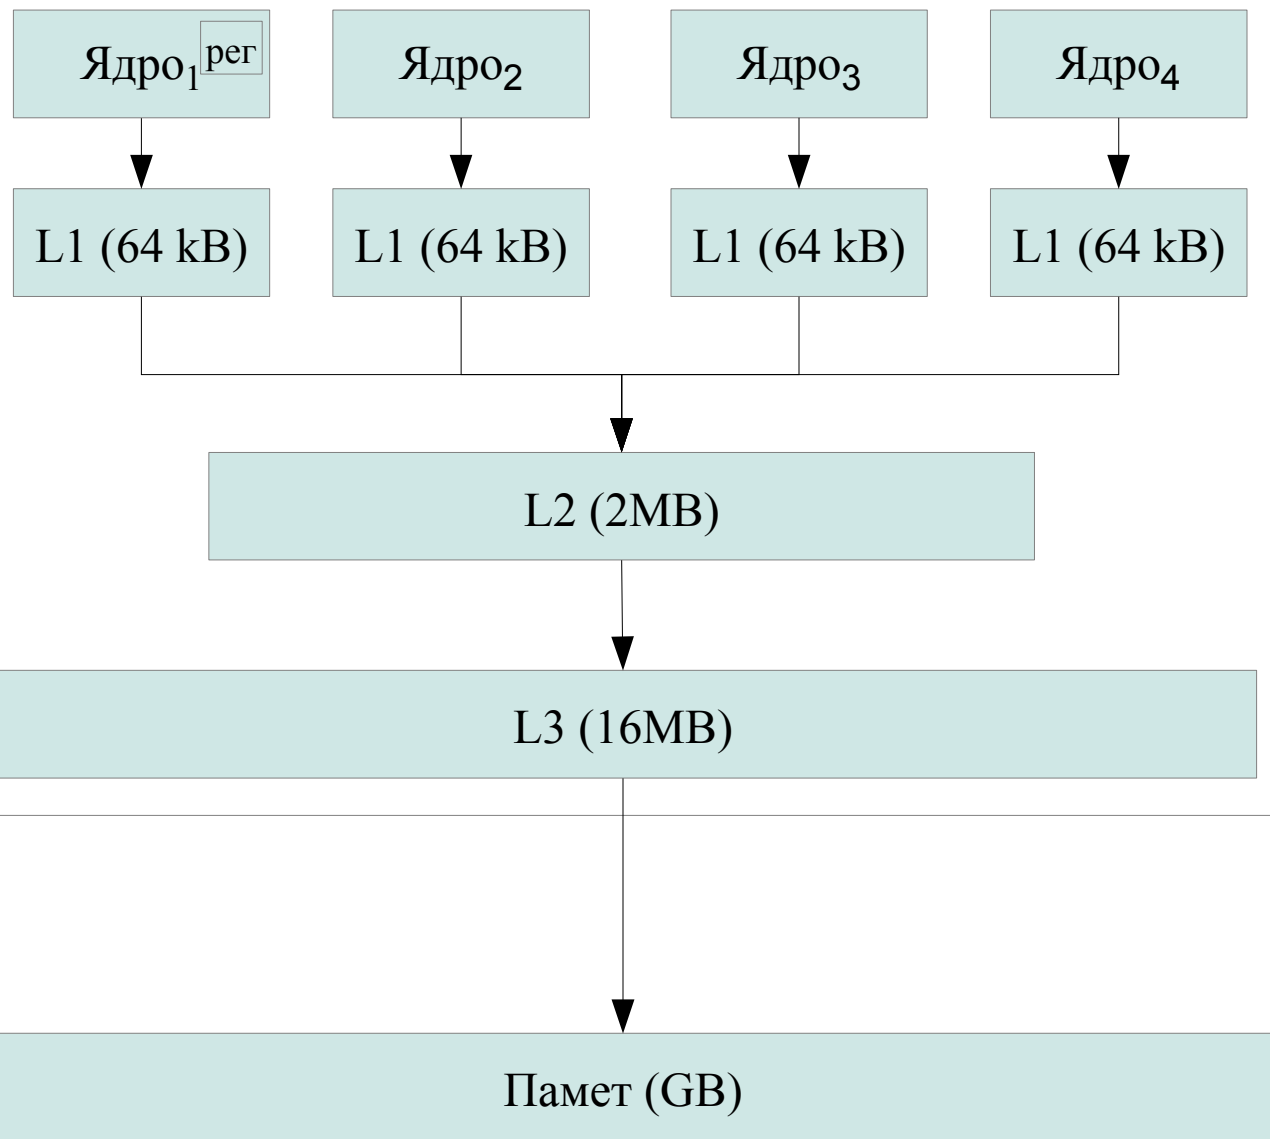 Ядро1 рег
Ядро2
Ядро3
Ядро4
L1 (64 kB)
L1 (64 kB)
L1 (64 kB)
L1 (64 kB)
L2 (2MB)
L3 (16MB)
Памет (GB)